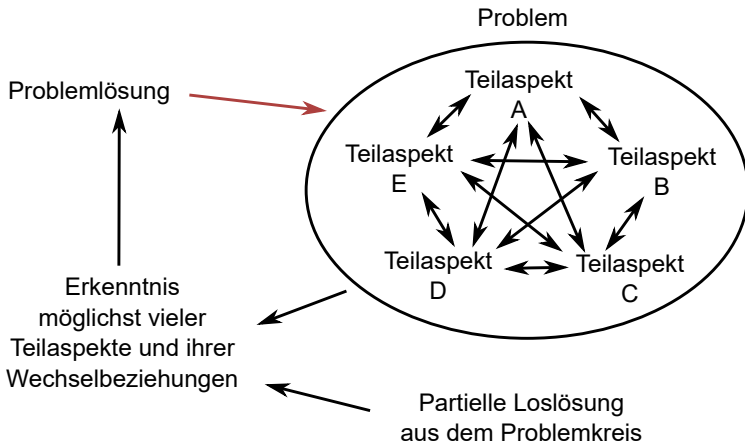 Problem
Problemlösung
Teilaspekt
A
Teilaspekt
E
Teilaspekt
B
Teilaspekt
D
Teilaspekt
C
Erkenntnis
möglichst vieler
Teilaspekte und ihrer
Wechselbeziehungen
Partielle Loslösung
aus dem Problemkreis